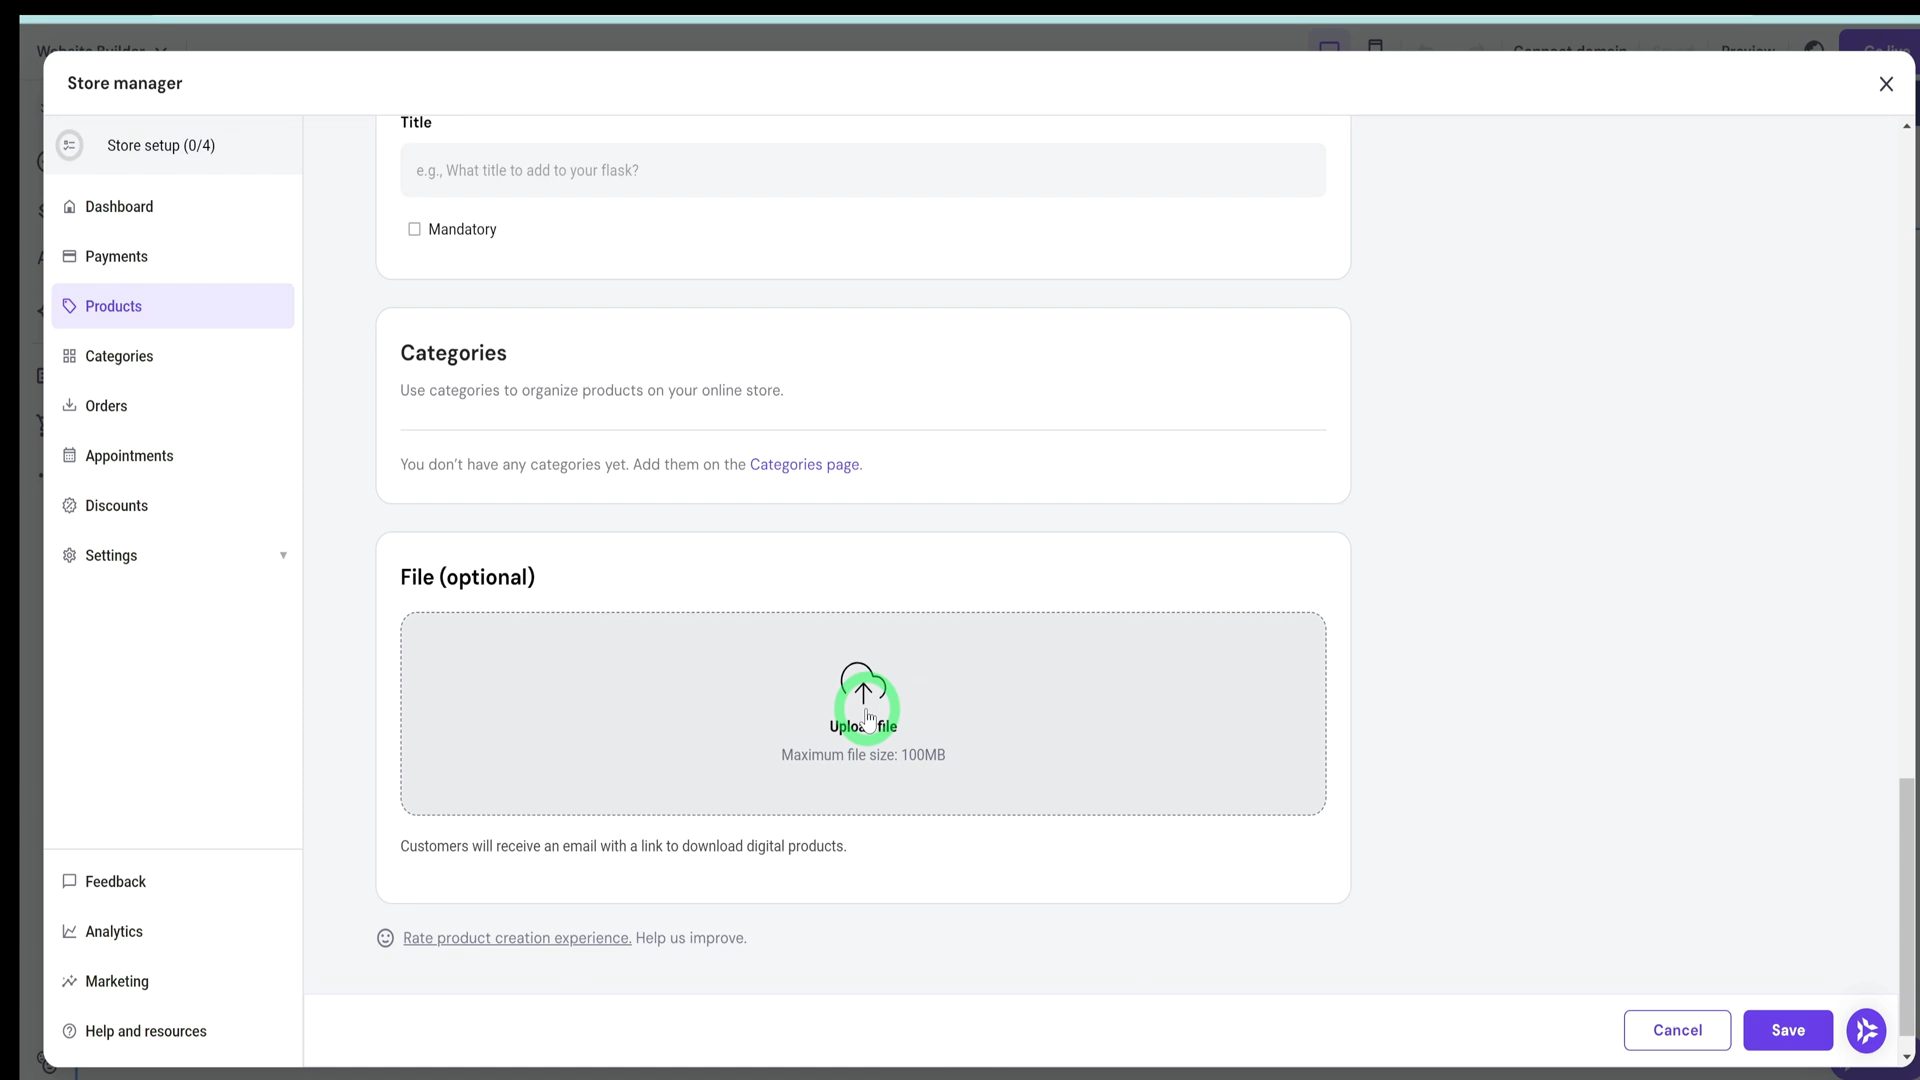 Website Builder
Connect domain
Preview
Go live
Store manager
Store setup (0/4)
Dashboard
Payments
Products
Categories
Orders
Appointments
Discounts
Settings
Feedback
Analytics
Marketing
Help and resources
Title
e.g., What title to add to your flask?
Mandatory
Categories
Use categories to organize products on your online store.
You don't have any categories yet. Add them on the Categories page.
File (optional)
Upload file
Maximum file size: 100MB
Customers will receive an email with a link to download digital products.
Rate product creation experience. Help us improve.
Cancel
Save